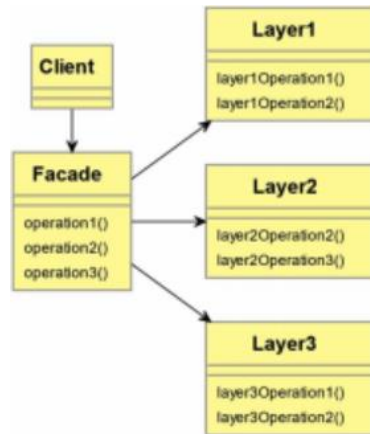 Client
Facade
operation1()
operation2()
operation3()
Layer1
layer1Operation1()
layer1Operation2()
Layer2
layer2Operation2()
layer2Operation3()
Layer3
layer3Operation1()
layer3Operation2()